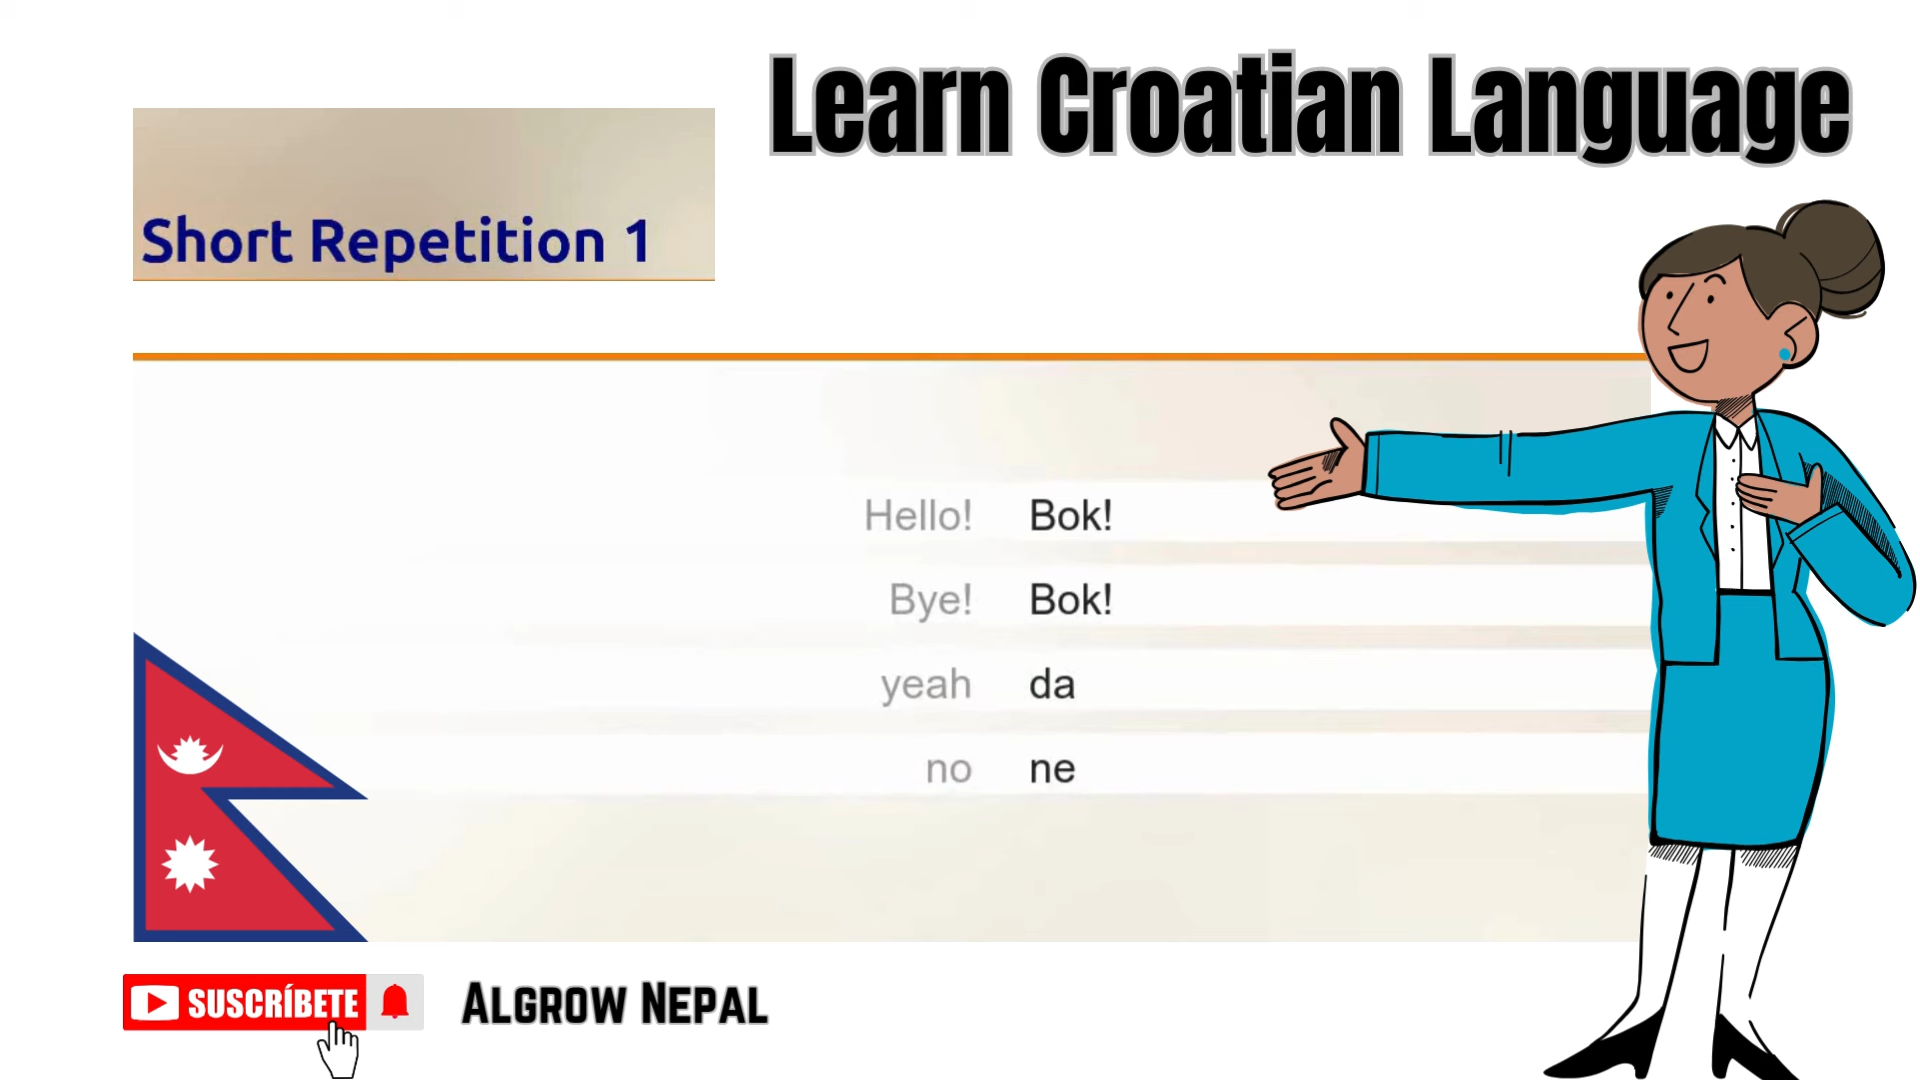 Learn Croatian Language
Short Repetition 1
Hello! Bok!
Bye! Bok!
yeah da
no ne
SUSCRÍBETE
ALGROW NEPAL